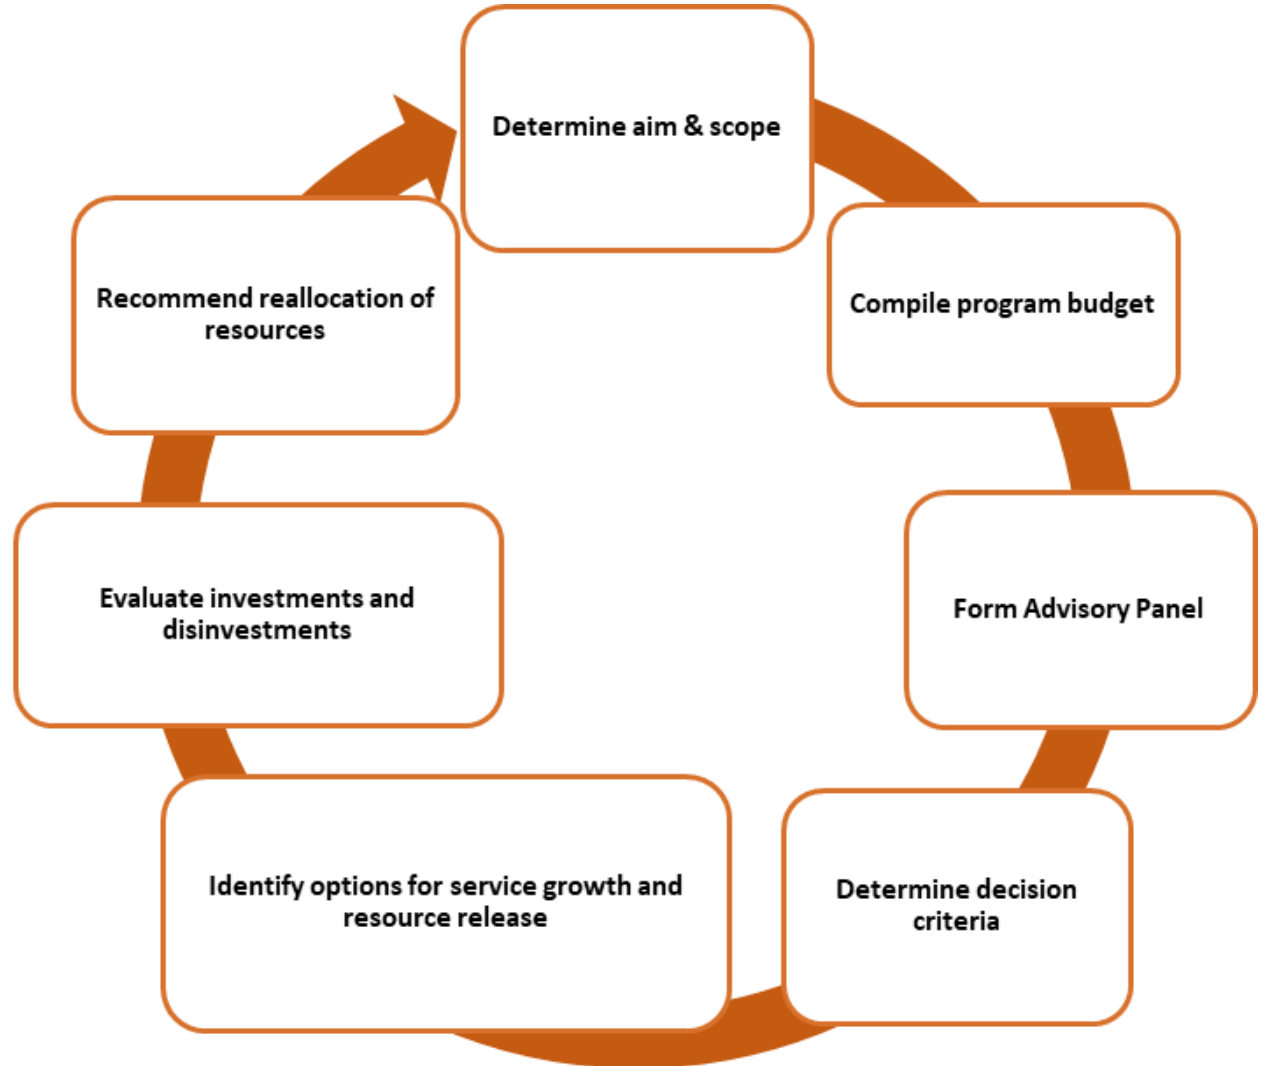 Determine aim & scope
Compile program budget
Form Advisory Panel
Determine decision
criteria
Identify options for service growth and
resource release
Evaluate investments and
disinvestments
Recommend reallocation of
resources